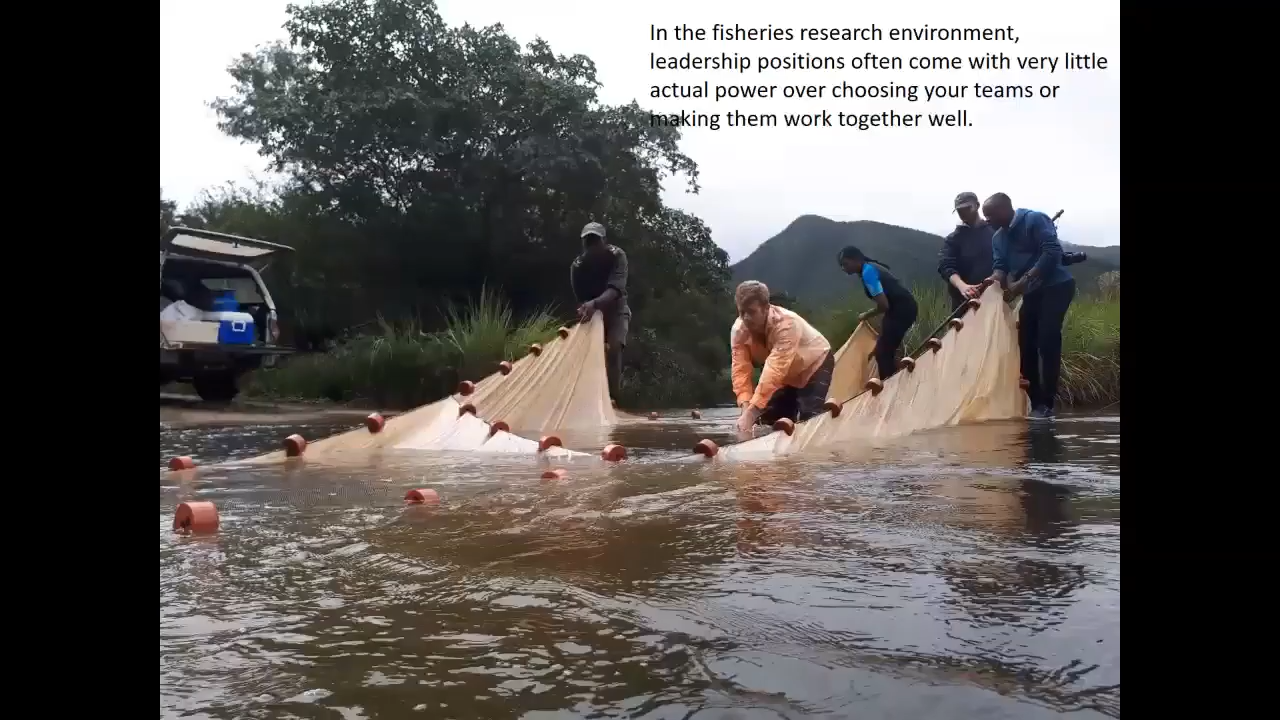 In the fisheries research environment,
leadership positions often come with very little
actual power over choosing your teams or
making them work together well.